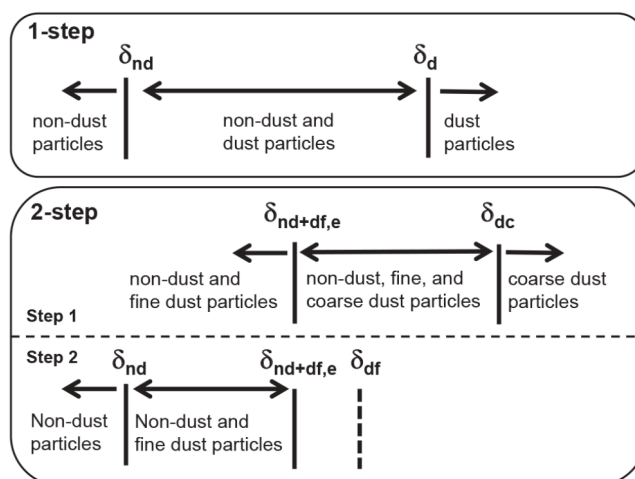 1-step
δnd
δd
non-dust
particles
non-dust and
dust particles
dust
particles
2-step
δnd+df,e
δdc
non-dust and
fine dust particles
non-dust, fine, and
coarse dust particles
coarse dust
particles
Step 1
Step 2
δnd
δnd+df,e
δdf
Non-dust
particles
Non-dust and
fine dust particles